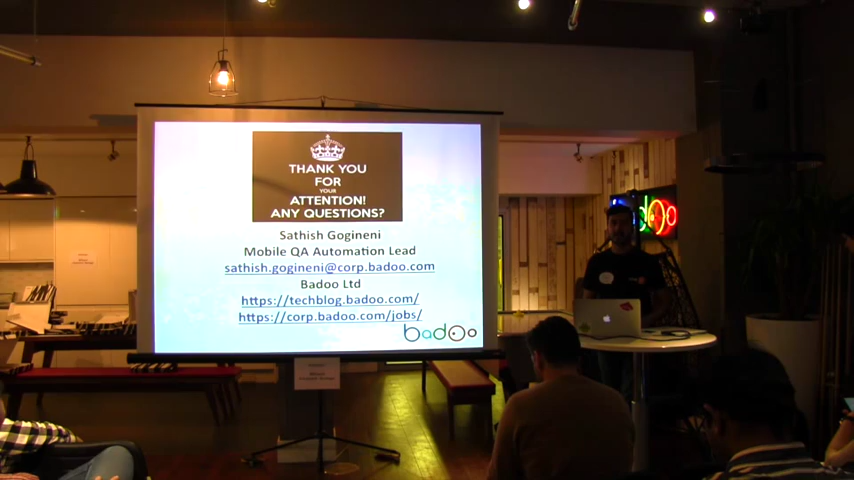 THANK YOU
FOR
YOUR
ATTENTION!
ANY QUESTIONS?
Sathish Gogineni
Mobile QA Automation Lead
sathish.gogineni@corp.badoo.com
Badoo Ltd
https://techblog.badoo.com/
https://corp.badoo.com/jobs/
badoo